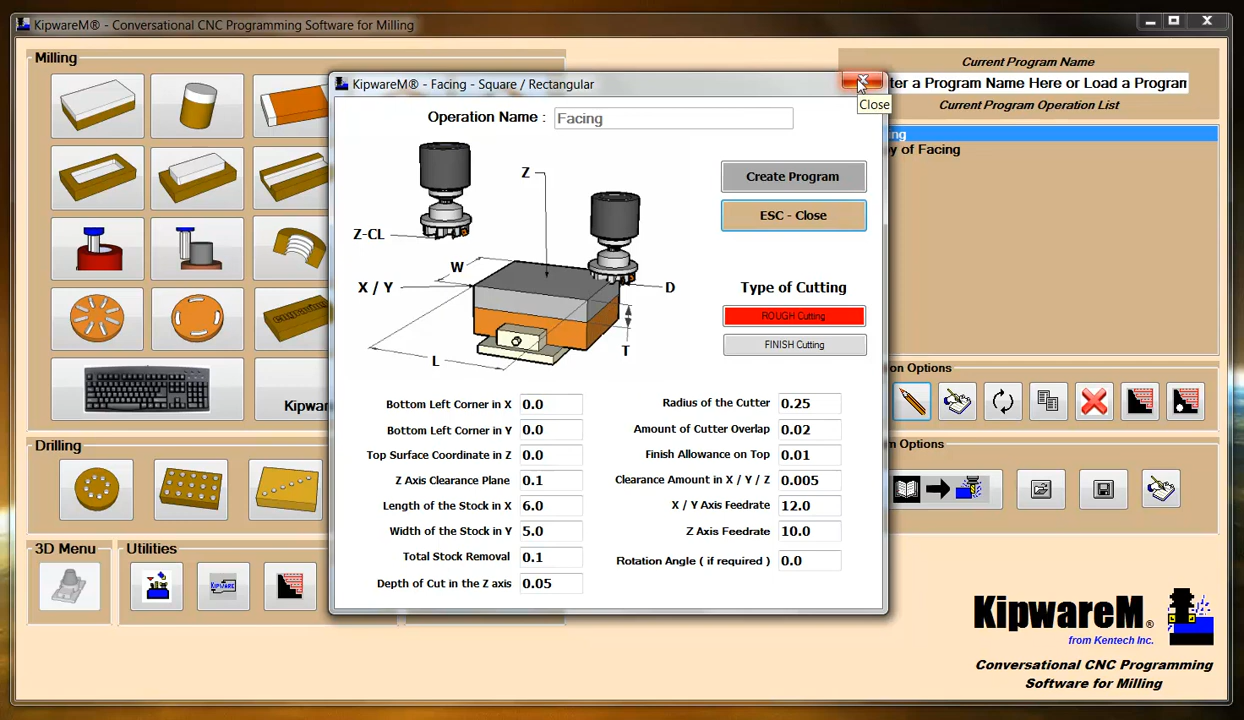 KipwareM® - Conversational CNC Programming Software for Milling
Milling
Current Program Name
ter a Program Name Here or Load a Program
Current Program Operation List
ng
y of Facing
KipwareM® - Facing - Square / Rectangular
Close
Operation Name :
Facing
Create Program
ESC - Close
Z
Z-CL
W
X / Y
D
T
L
Type of Cutting
ROUGH Cutting
FINISH Cutting
Bottom Left Corner in X 0.0
Bottom Left Corner in Y 0.0
Top Surface Coordinate in Z 0.0
Z Axis Clearance Plane 0.1
Length of the Stock in X 6.0
Width of the Stock in Y 5.0
Total Stock Removal 0.1
Depth of Cut in the Z axis 0.05
Radius of the Cutter 0.25
Amount of Cutter Overlap 0.02
Finish Allowance on Top 0.01
Clearance Amount in X / Y / Z 0.005
X / Y Axis Feedrate 12.0
Z Axis Feedrate 10.0
Rotation Angle ( if required ) 0.0
Kipwar
on Options
m Options
Drilling
3D Menu
Utilities
KIPWARE
KipwareM®
from Kentech Inc.
Conversational CNC Programming
Software for Milling